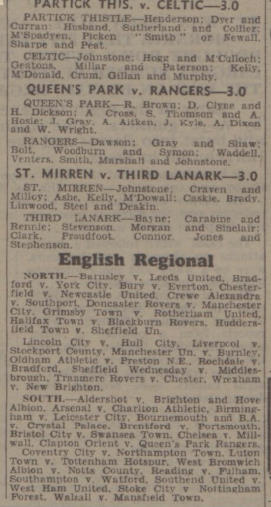 PARTICK THIS. v. CELTIC—3.0
PARTICK THISTLE—Henderson; Dyer and
Curran; Husband, Sutherland and Collier;
M'Spadyen, Picken "Smith" or Newall,
Sharpe and Peat.
CELTIC—Johnstone; Hogg and M'Culloch;
Geatons, Millar and Paterson; Kelly,
M'Donald, Crum, Gillan and Murphy.
QUEEN'S PARK v. RANGERS—3.0
QUEEN'S PARK—R. Brown; D. Clyne and
H. Dickson; A. Cross, S. Thomson and A.
Hosie; J. Gray, A. Aitken, J. Kyle, A. Dixon
and W. Wright.
RANGERS—Dawson; Gray and Shaw;
Bolt, Woodburn and Symon; Waddell,
Venters, Smith, Marshall and Johnstone.
ST. MIRREN v. THIRD LANARK—3.0
ST. MIRREN—Johnstone; Craven and
Milloy; Ashe, Kelly, M'Dowall; Caskie, Brady,
Linwood, Steel and Deakin.
THIRD LANARK—Bayne; Carabine and
Rennie; Stevenson, Morgan and Sinclair;
Clark, Proudfoot, Connor, Jones and
Stephenson.
English Regional
NORTH.—Barnsley v. Leeds United, Brad-
ford v. York City, Bury v. Everton, Chester-
field v. Newcastle United, Crewe Alexandra
v. Southport, Doncaster Rovers v. Manchester
City, Grimsby Town v. Rotherham United,
Halifax Town v. Blackburn Rovers, Hudders-
field Town v. Sheffield Un.
Lincoln City v. Hull City, Liverpool v.
Stockport County, Manchester Un. v. Burnley,
Oldham Athletic v. Preston N.E., Rochdale v.
Bradford, Sheffield Wednesday v. Middles-
brough, Tranmere Rovers v. Chester, Wrexham
v. New Brighton.
SOUTH.—Aldershot v. Brighton and Hove
Albion, Arsenal v. Charlton Athletic, Birming-
ham v. Leicester City, Bournemouth and B.A.
v. Crystal Palace, Brentford v. Portsmouth,
Bristol City v. Swansea Town, Chelsea v. Mill-
wall, Clapton Orient v. Queen's Park Rangers,
Coventry City v. Northampton Town, Luton
Town v. Tottenham Hotspur, West Bromwich
Albion v. Notts County, Reading v. Fulham,
Southampton v. Watford, Southend United v.
West Ham United, Stoke City v. Nottingham
Forest, Walsall v. Mansfield Town.